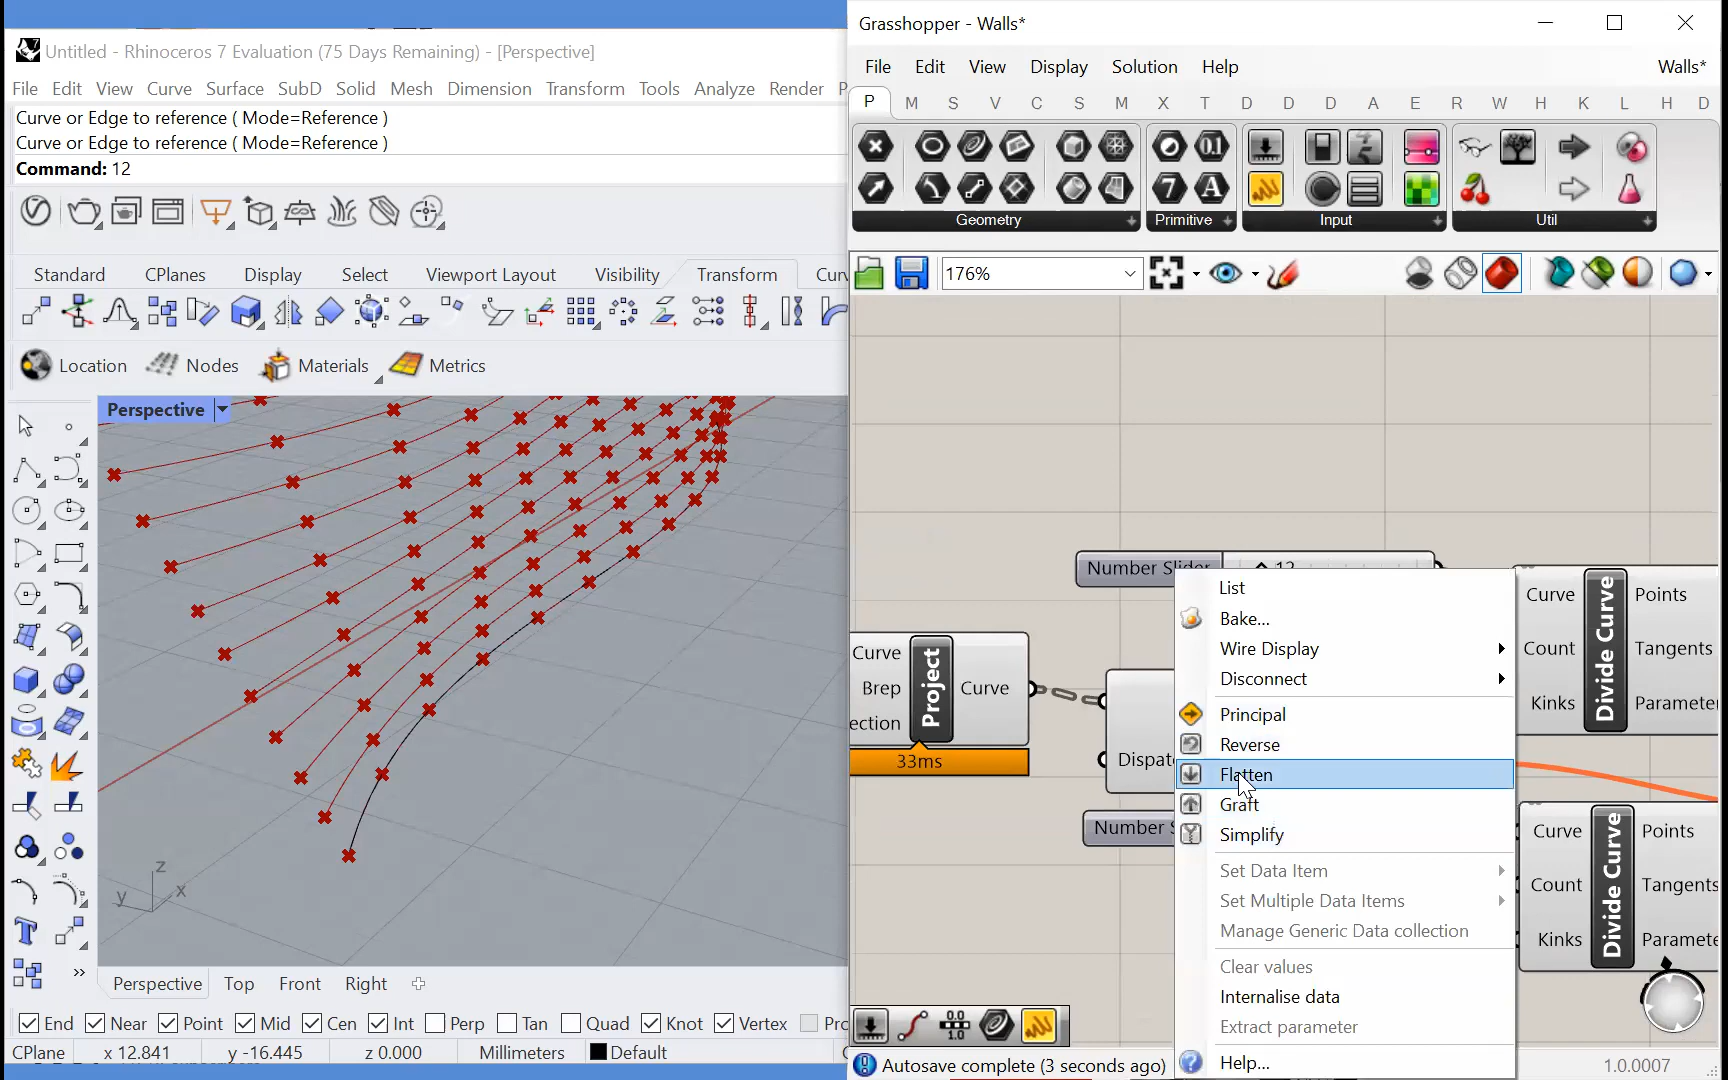 Untitled - Rhinoceros 7 Evaluation (75 Days Remaining) - [Perspective]
File Edit View Curve Surface SubD Solid Mesh Dimension Transform Tools Analyze Render P
Curve or Edge to reference ( Mode=Reference )
Curve or Edge to reference ( Mode=Reference )
Command: 12
Standard CPlanes Display Select Viewport Layout Visibility Transform Curv
Location Nodes Materials Metrics
Perspective
z
y x
Perspective Top Front Right
End Near Point Mid Cen Int Perp Tan Quad Knot Vertex Pro
CPlane x 12.841 y -16.445 z 0.000 Millimeters Default
Grasshopper - Walls*
File Edit View Display Solution Help Walls*
P M S V C S M X T D D D A E R W H K L H D
Geometry Primitive Input Util
176%
Number Slider 12
Curve
Brep
ection
Project
Curve
33ms
Dispat
Number S
List
Bake...
Wire Display
Disconnect
Principal
Reverse
Flatten
Graft
Simplify
Set Data Item
Set Multiple Data Items
Manage Generic Data collection
Clear values
Internalise data
Extract parameter
Help...
Curve
Count
Kinks
Divide Curve
Points
Tangents
Parameter
Curve
Count
Kinks
Divide Curve
Points
Tangents
Paramete
Autosave complete (3 seconds ago)
1.0.0007